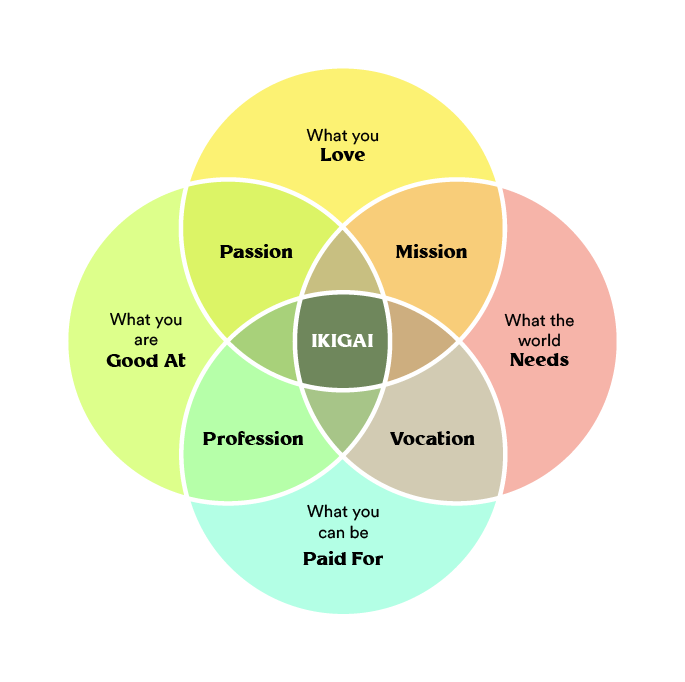 What you
Love
Passion
Mission
What you
are
Good At
IKIGAI
What the
world
Needs
Profession
Vocation
What you
can be
Paid For